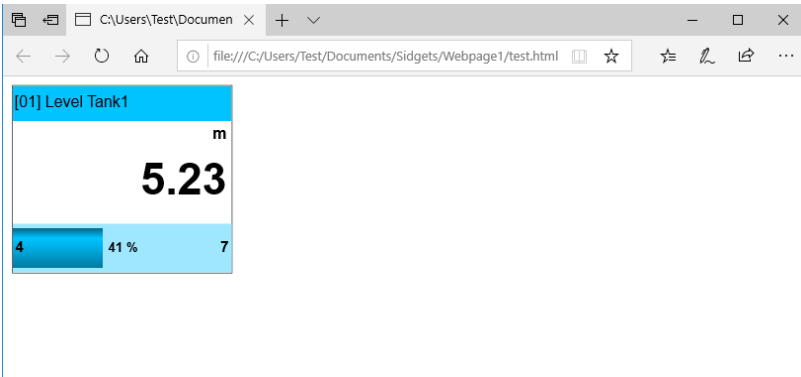 C:\Users\Test\Documen
file:///C:/Users/Test/Documents/Sidgets/Webpage1/test.html
[01] Level Tank1
m
5.23
4 41 % 7